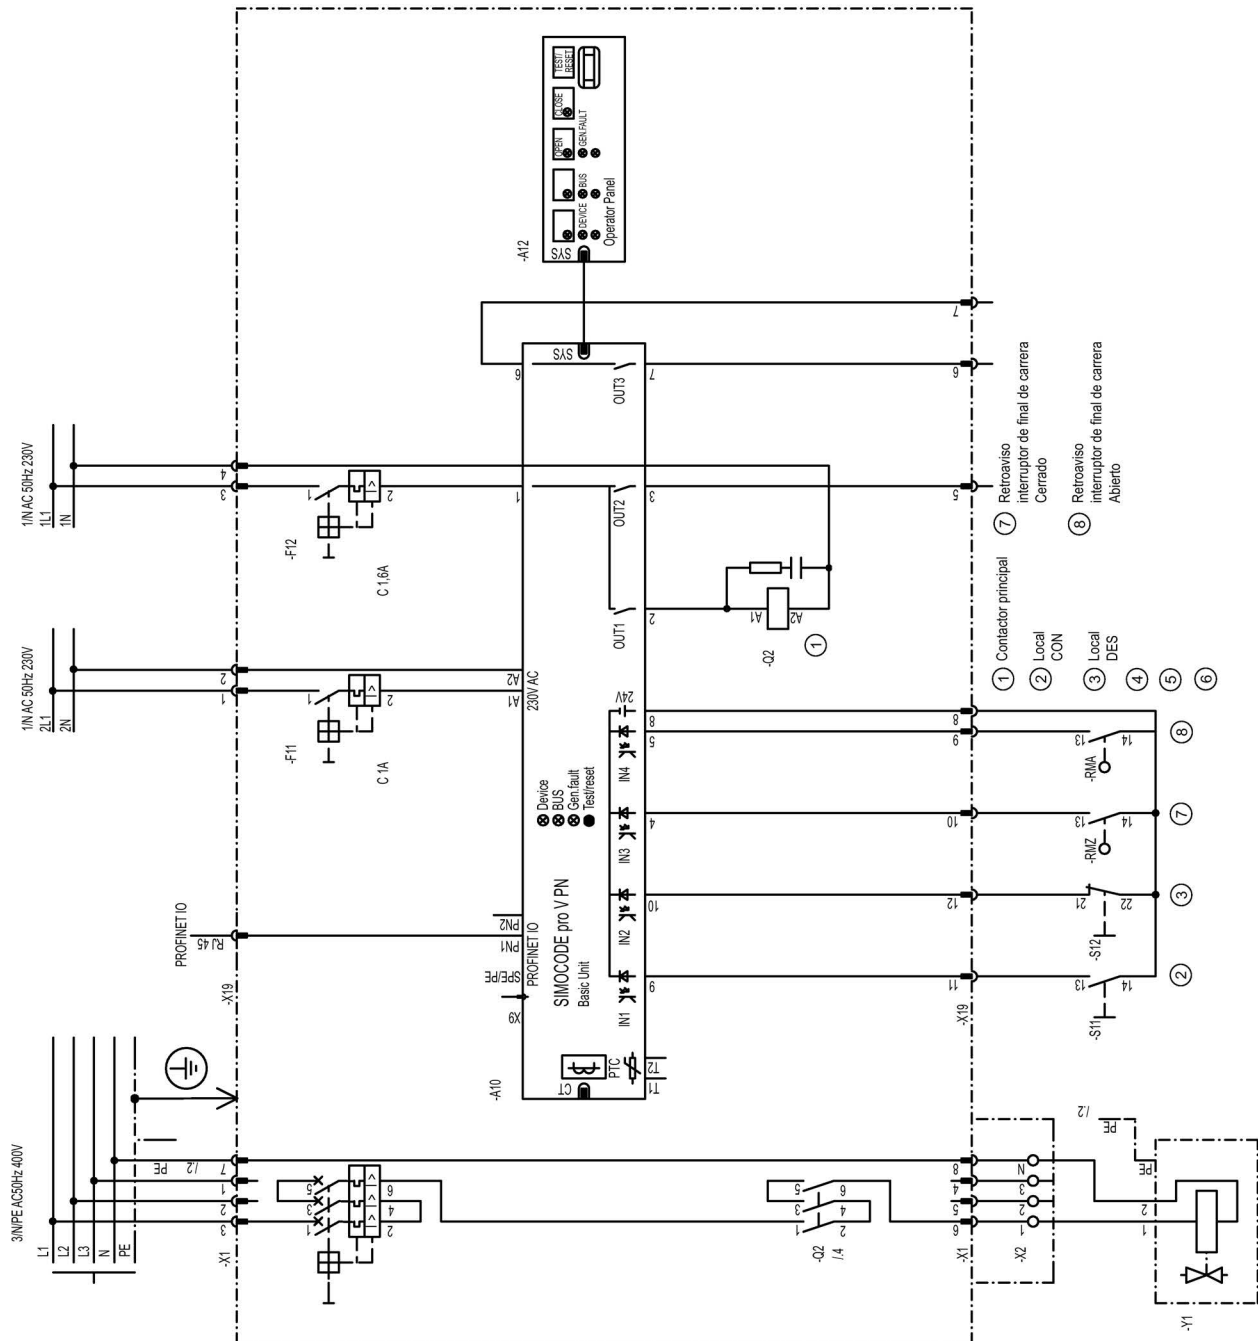 3/N/PE AC50Hz 400V
L1
L2
L3
N
PE
PROFINET IO
RJ 45
1/N AC 50Hz 230V
2L1
2N
1/N AC 50Hz 230V
1L1
1N
-X1
3
2
1
7
PE
/.2
-X19
1
2
3
4
1
3
5
2
4
6
-F11
C 1A
1
2
-F12
C 1,6A
1
2
-A10
CT
X9
SPE/PE
PN1
PN2
PROFINET IO
A1
A2
230V AC
1
6
SYS
SIMOCODE pro V PN
Basic Unit
Device
BUS
Gen.fault
Test/reset
PTC
T1
T2
IN1
IN2
IN3
IN4
24V
OUT1
OUT2
OUT3
9
10
4
5
8
2
3
7
-A12
SYS
DEVICE
BUS
GEN.FAULT
OPEN
CLOSE
TEST/
RESET
Operator Panel
-Q2
/.4
1
3
5
2
4
6
-Q2
A1
A2
1
-X1
6
5
4
8
-X19
11
12
10
9
8
5
6
7
-X2
1
2
3
N
-S11
13
14
-S12
21
22
-RMZ
13
14
-RMA
13
14
2
3
7
8
PE
/.2
-Y1
1
2
PE
1 Contactor principal
2 Local
CON
3 Local
DES
4
5
6
7 Retroaviso
interruptor de final de carrera
Cerrado
8 Retroaviso
interruptor de final de carrera
Abierto